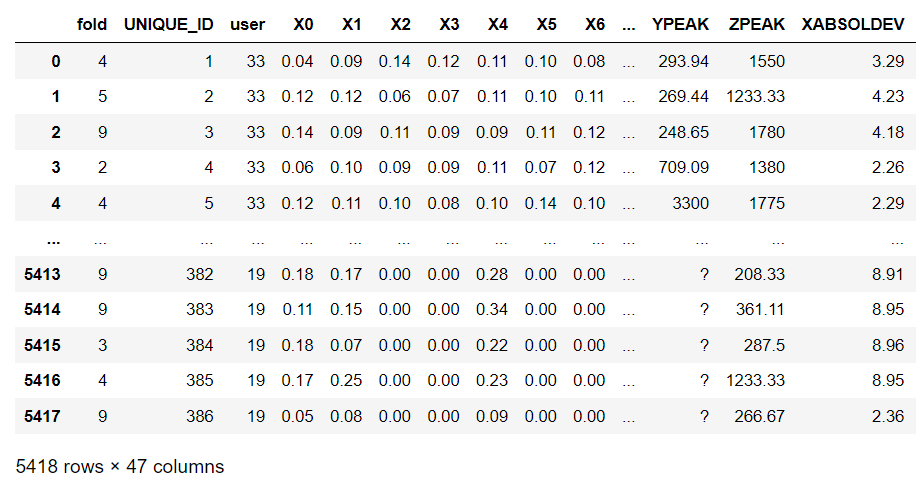 fold UNIQUE_ID user X0 X1 X2 X3 X4 X5 X6 ... YPEAK ZPEAK XABSOLDEV
0 4 1 33 0.04 0.09 0.14 0.12 0.11 0.10 0.08 ... 293.94 1550 3.29
1 5 2 33 0.12 0.12 0.06 0.07 0.11 0.10 0.11 ... 269.44 1233.33 4.23
2 9 3 33 0.14 0.09 0.11 0.09 0.09 0.11 0.12 ... 248.65 1780 4.18
3 2 4 33 0.06 0.10 0.09 0.09 0.11 0.07 0.12 ... 709.09 1380 2.26
4 4 5 33 0.12 0.11 0.10 0.08 0.10 0.14 0.10 ... 3300 1775 2.29
... ... ... ... ... ... ... ... ... ... ... ... ... ... ...
5413 9 382 19 0.18 0.17 0.00 0.00 0.28 0.00 0.00 ... ? 208.33 8.91
5414 9 383 19 0.11 0.15 0.00 0.00 0.34 0.00 0.00 ... ? 361.11 8.95
5415 3 384 19 0.18 0.07 0.00 0.00 0.22 0.00 0.00 ... ? 287.5 8.96
5416 4 385 19 0.17 0.25 0.00 0.00 0.23 0.00 0.00 ... ? 1233.33 8.95
5417 9 386 19 0.05 0.08 0.00 0.00 0.09 0.00 0.00 ... ? 266.67 2.36
5418 rows × 47 columns